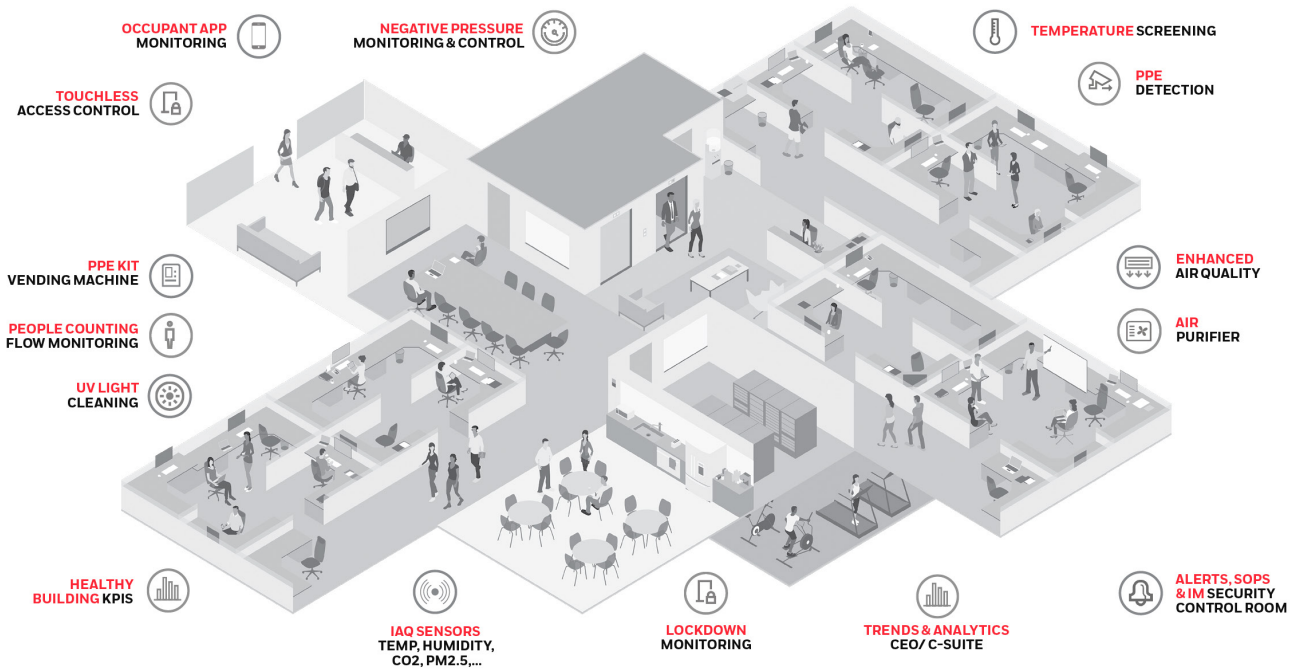 OCCUPANT APP
MONITORING
NEGATIVE PRESSURE
MONITORING & CONTROL
TEMPERATURE SCREENING
TOUCHLESS
ACCESS CONTROL
PPE
DETECTION
PPE KIT
VENDING MACHINE
ENHANCED
AIR QUALITY
PEOPLE COUNTING
FLOW MONITORING
AIR
PURIFIER
UV LIGHT
CLEANING
HEALTHY
BUILDING KPIS
IAQ SENSORS
TEMP, HUMIDITY,
CO2, PM2.5,...
LOCKDOWN
MONITORING
TRENDS & ANALYTICS
CEO/ C-SUITE
ALERTS, SOPS
& IM SECURITY
CONTROL ROOM